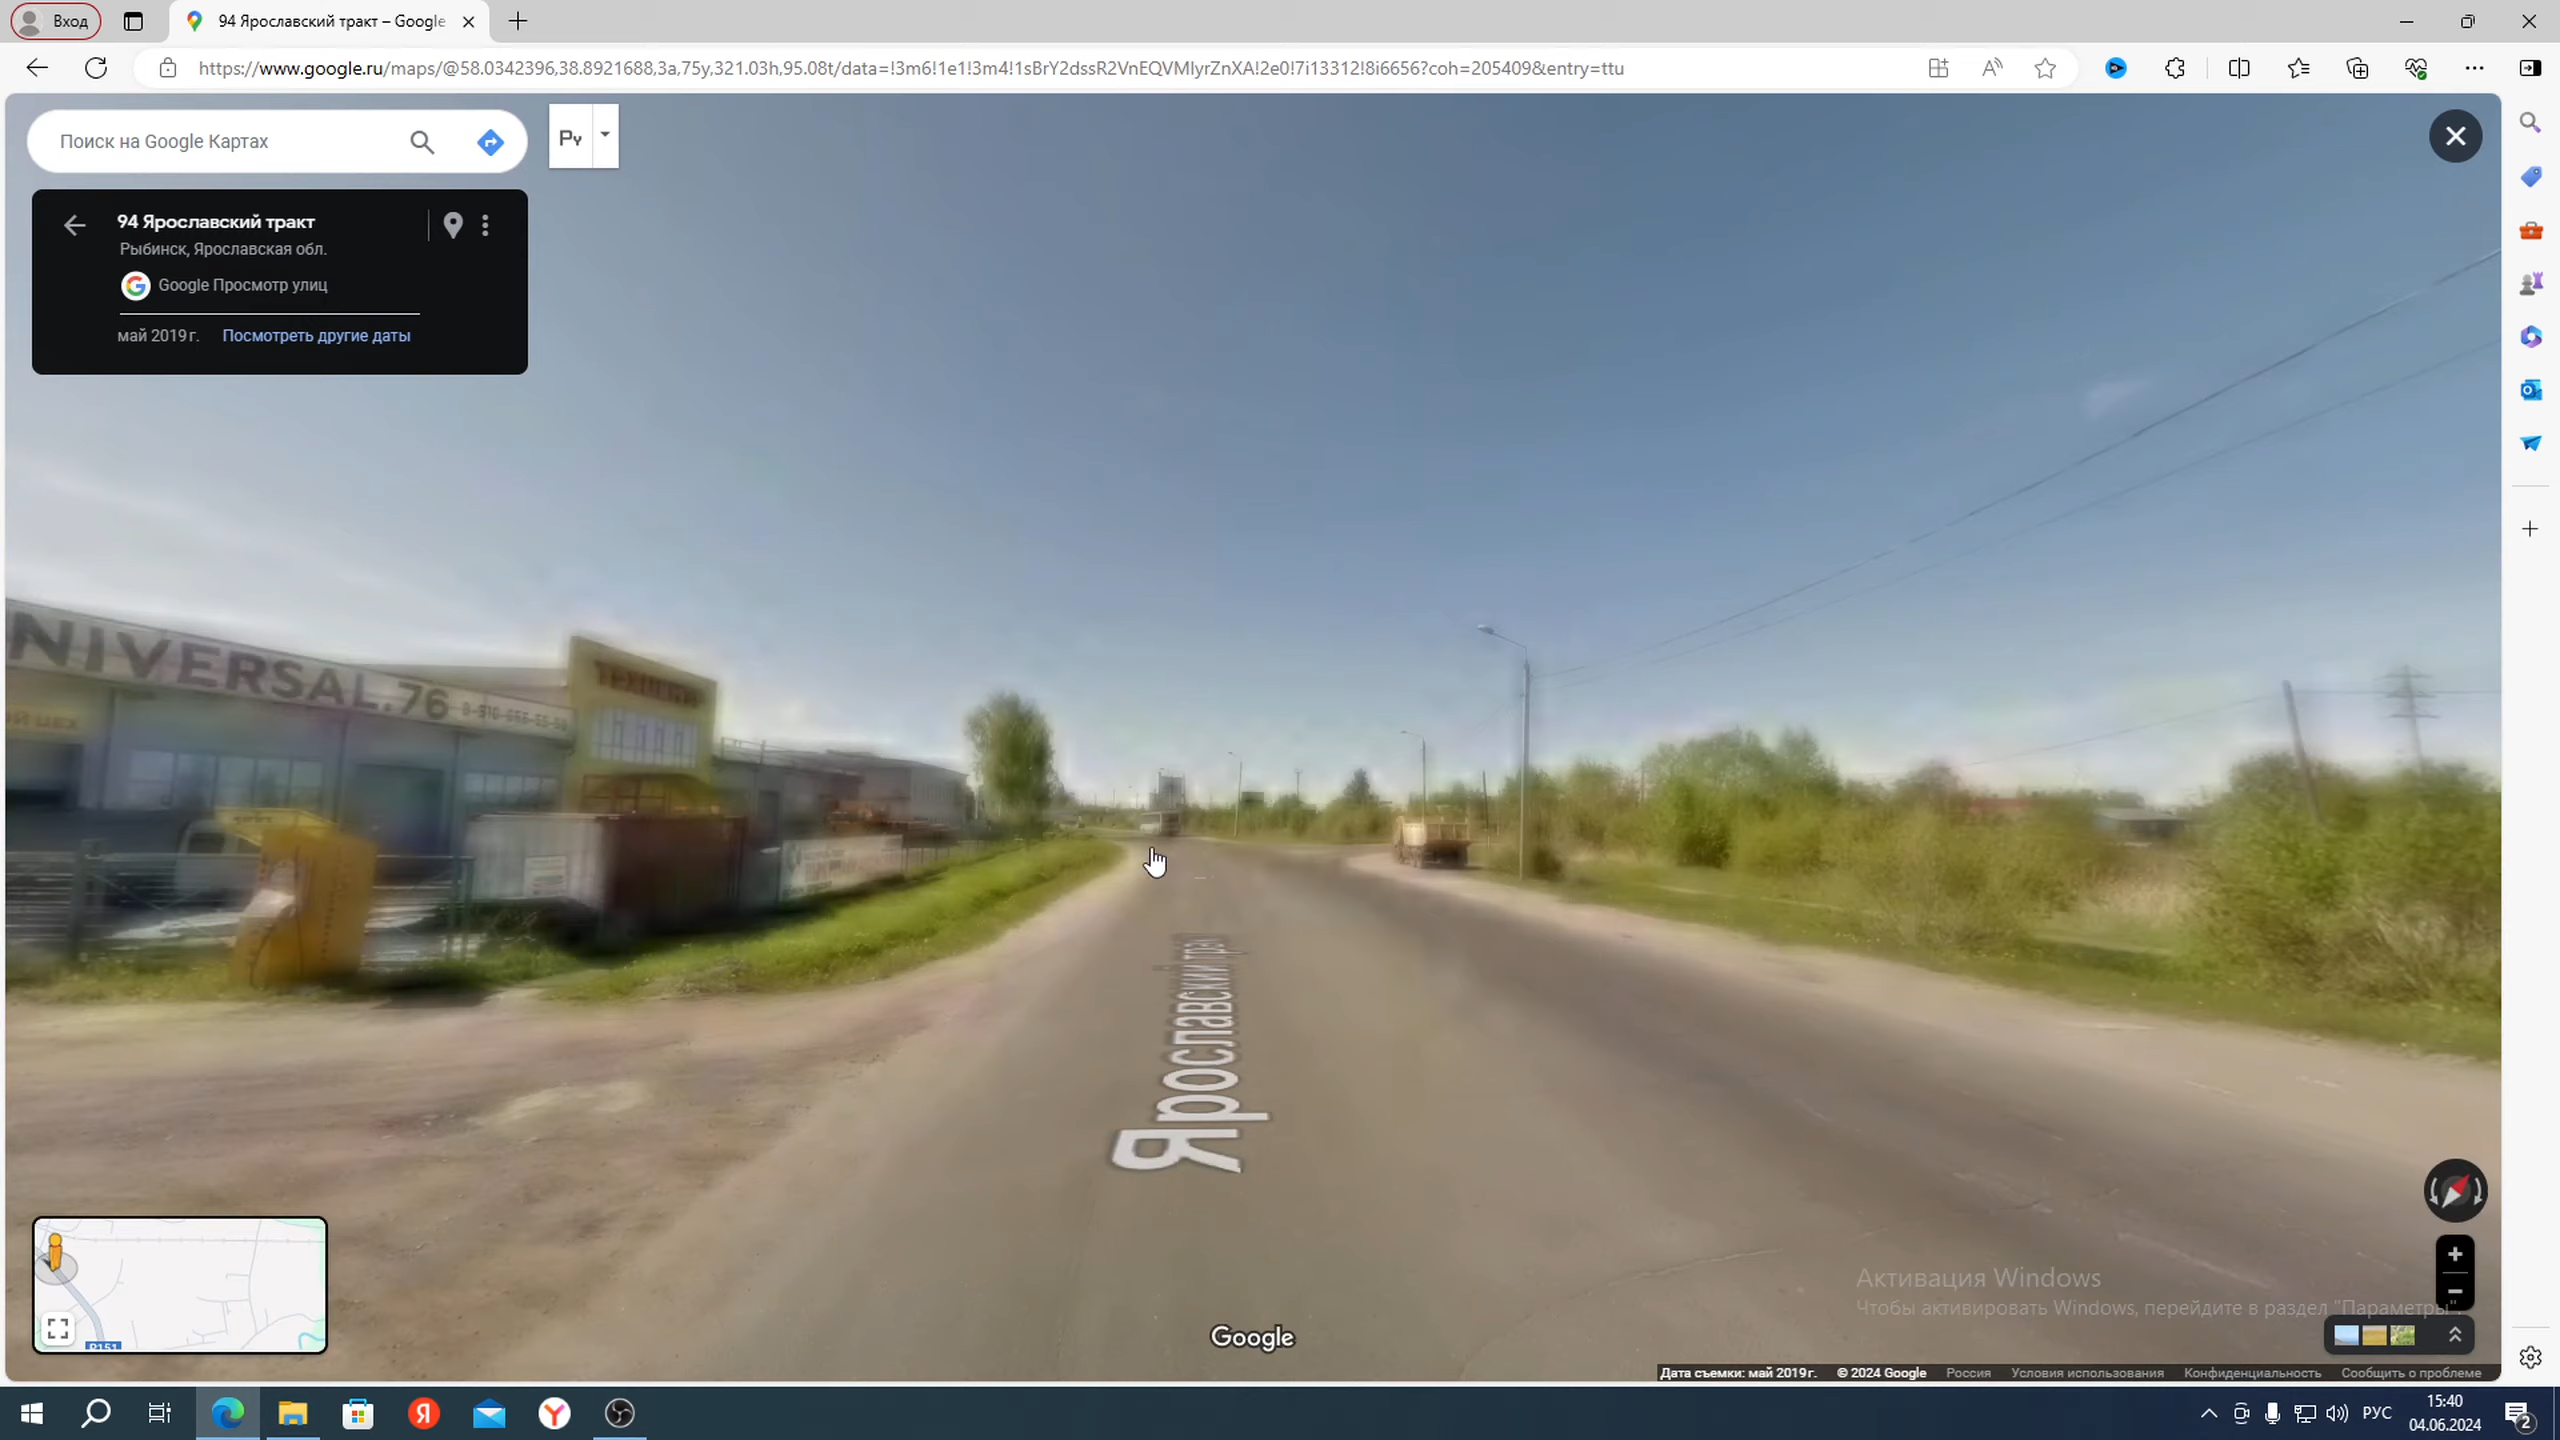 Вход
94 Ярославский тракт – Google
https://www.google.ru/maps/@58.0342396,38.8921688,3a,75y,321.03h,95.08t/data=!3m6!1e1!3m4!1sBrY2dssR2VnEQVMlyrZnXA!2e0!7i13312!8i6656?coh=205409&entry=ttu
Поиск на Google Картах
Ру
94 Ярославский тракт
Рыбинск, Ярославская обл.
Google Просмотр улиц
май 2019 г. Посмотреть другие даты
NIVERSAL.76
Ярославский
P151
Google
Активация Windows
Чтобы активировать Windows, перейдите в раздел "Параметры".
Дата съемки: май 2019 г. © 2024 Google Россия Условия использования Конфиденциальность Сообщить о проблеме
РУС
15:40
04.06.2024
2